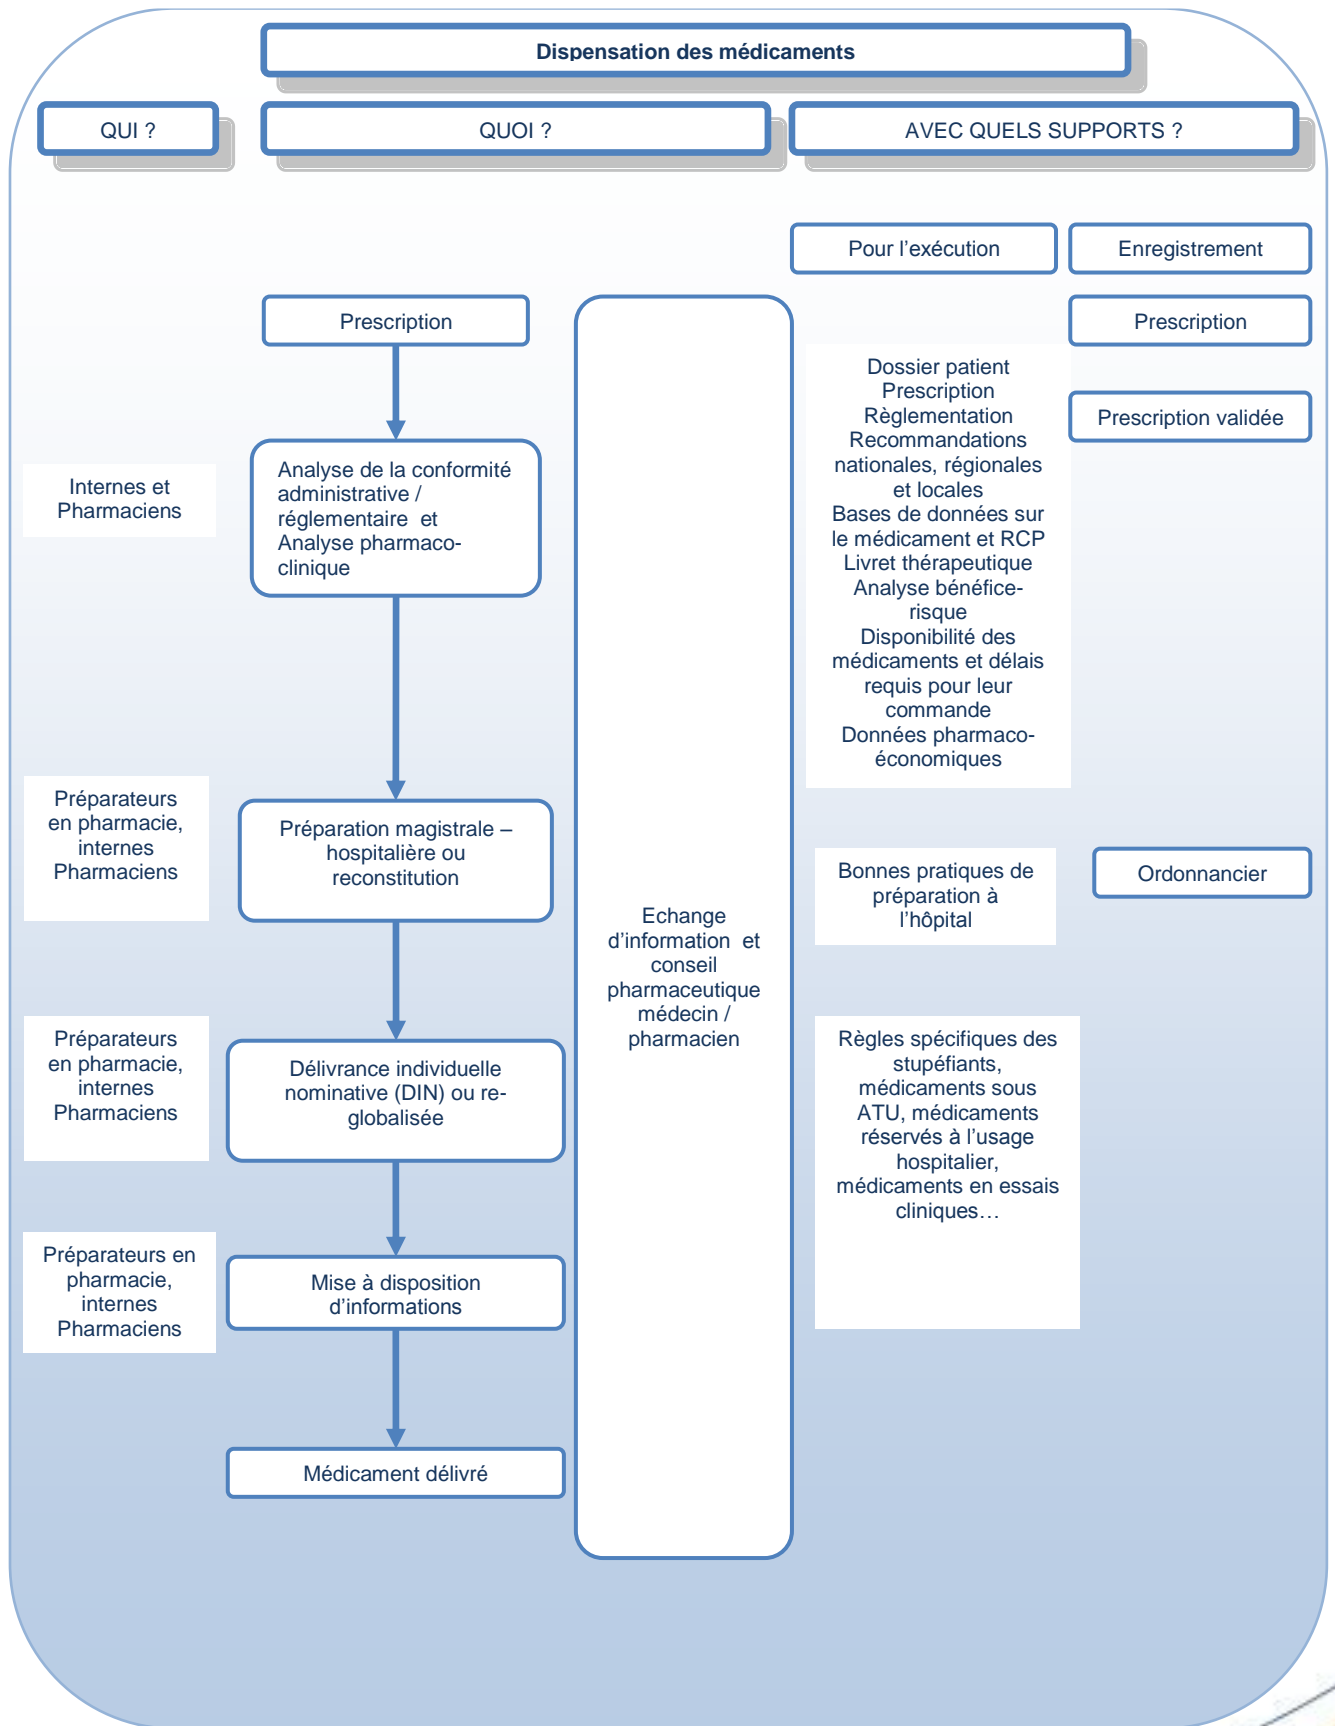 Dispensation des médicaments
QUI ?
QUOI ?
AVEC QUELS SUPPORTS ?
Pour l’exécution
Enregistrement
Prescription
Prescription
Dossier patient
Prescription
Règlementation
Recommandations
nationales, régionales
et locales
Bases de données sur
le médicament et RCP
Livret thérapeutique
Analyse bénéfice-
risque
Disponibilité des
médicaments et délais
requis pour leur
commande
Données pharmaco-
économiques
Prescription validée
Internes et
Pharmaciens
Analyse de la conformité
administrative /
réglementaire  et
Analyse pharmaco-
clinique
Préparateurs
en pharmacie,
internes
Pharmaciens
Préparation magistrale –
hospitalière ou
reconstitution
Echange
d’information  et
conseil
pharmaceutique
médecin /
pharmacien
Bonnes pratiques de
préparation à
l’hôpital
Ordonnancier
Préparateurs
en pharmacie,
internes
Pharmaciens
Délivrance individuelle
nominative (DIN) ou re-
globalisée
Règles spécifiques des
stupéfiants,
médicaments sous
ATU, médicaments
réservés à l’usage
hospitalier,
médicaments en essais
cliniques…
Préparateurs en
pharmacie,
internes
Pharmaciens
Mise à disposition
d’informations
Médicament délivré